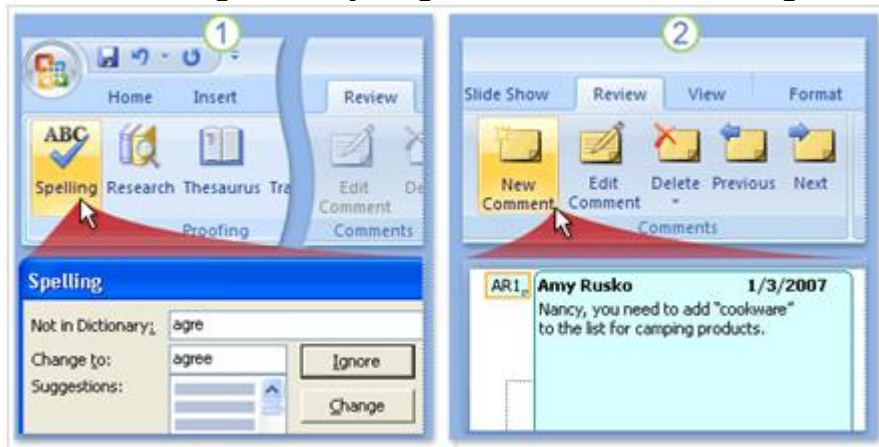 1
Home Insert Review
ABC
Spelling Research Thesaurus Tra
Edit Comment De
Proofing Comments
Spelling
Not in Dictionary: agre
Change to: agree Ignore
Suggestions:
Change
2
Slide Show Review View Format
New Comment Edit Comment Delete Previous Next
Comments
AR1 Amy Rusko 1/3/2007
Nancy, you need to add "cookware"
to the list for camping products.